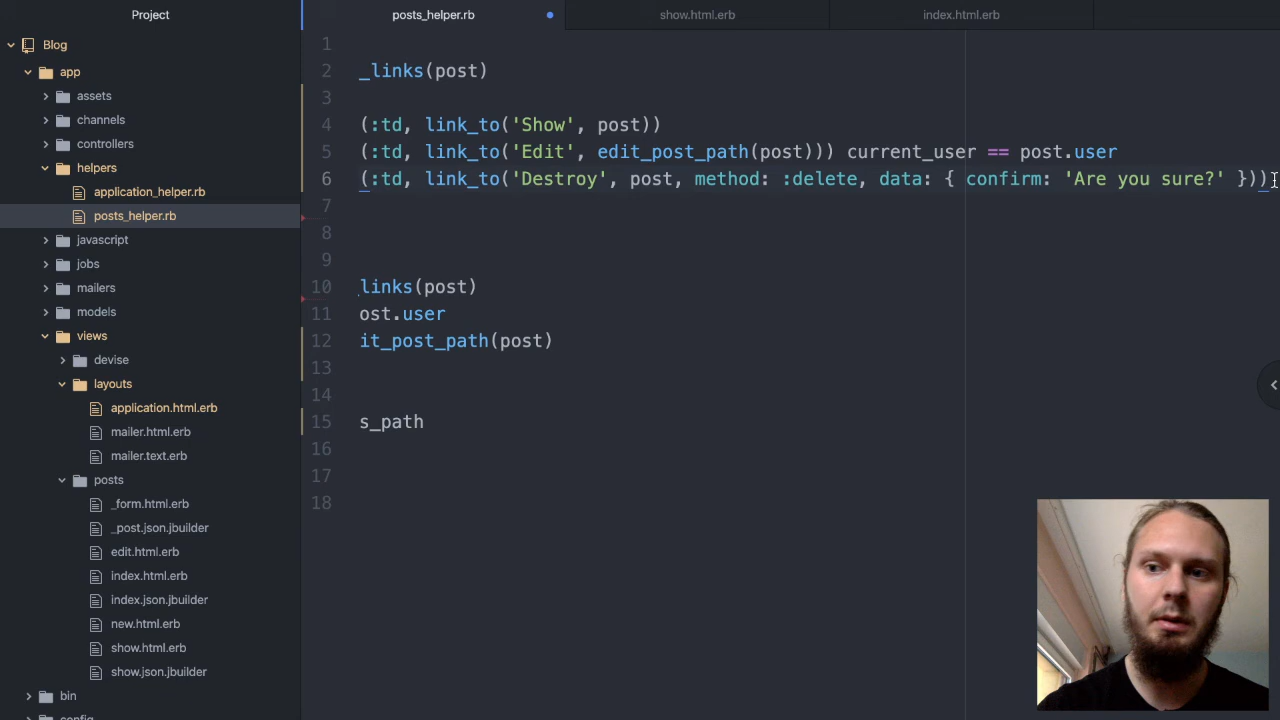 Project
posts_helper.rb
show.html.erb
index.html.erb
Blog
app
assets
channels
controllers
helpers
application_helper.rb
posts_helper.rb
javascript
jobs
mailers
models
views
devise
layouts
application.html.erb
mailer.html.erb
mailer.text.erb
posts
_form.html.erb
_post.json.jbuilder
edit.html.erb
index.html.erb
index.json.jbuilder
new.html.erb
show.html.erb
show.json.jbuilder
bin
config
1
2 _links(post)
3
4 (:td, link_to('Show', post))
5 (:td, link_to('Edit', edit_post_path(post))) current_user == post.user
6 (:td, link_to('Destroy', post, method: :delete, data: { confirm: 'Are you sure?' }))
7
8
9
10 links(post)
11 ost.user
12 it_post_path(post)
13
14
15 s_path
16
17
18